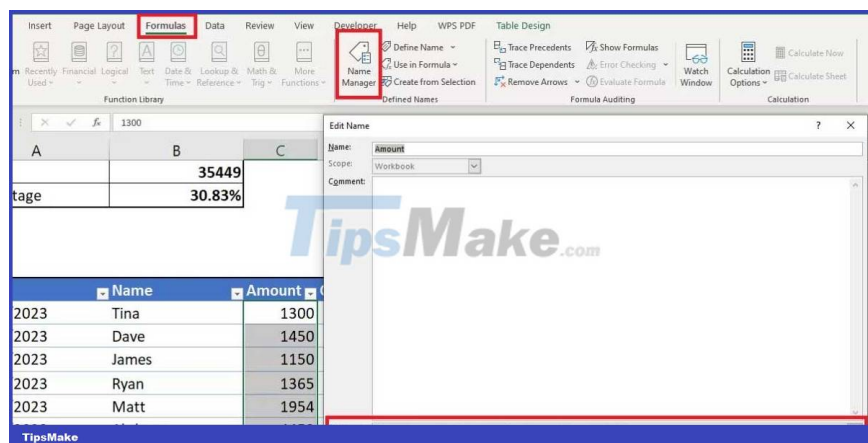 Insert Page Layout Formulas Data Review View Developer Help WPS PDF Table Design
Define Name Trace Precedents Show Formulas
Recently Financial Logical Text Date & Lookup & Math & More Name Use in Formula Trace Dependents Error Checking Watch Calculation Calculate Now
Used Time Reference Trig Functions Manager Create from Selection Remove Arrows Evaluate Formula Window Options Calculate Sheet
Function Library Defined Names Formula Auditing Calculation
fx 1300 Edit Name ? X
A B C Name: Amount
35449 Scope: Workbook
tage 30.83% Comment:
TipsMake.com
Name Amount
2023 Tina 1300
2023 Dave 1450
2023 James 1150
2023 Ryan 1365
2023 Matt 1954
TipsMake